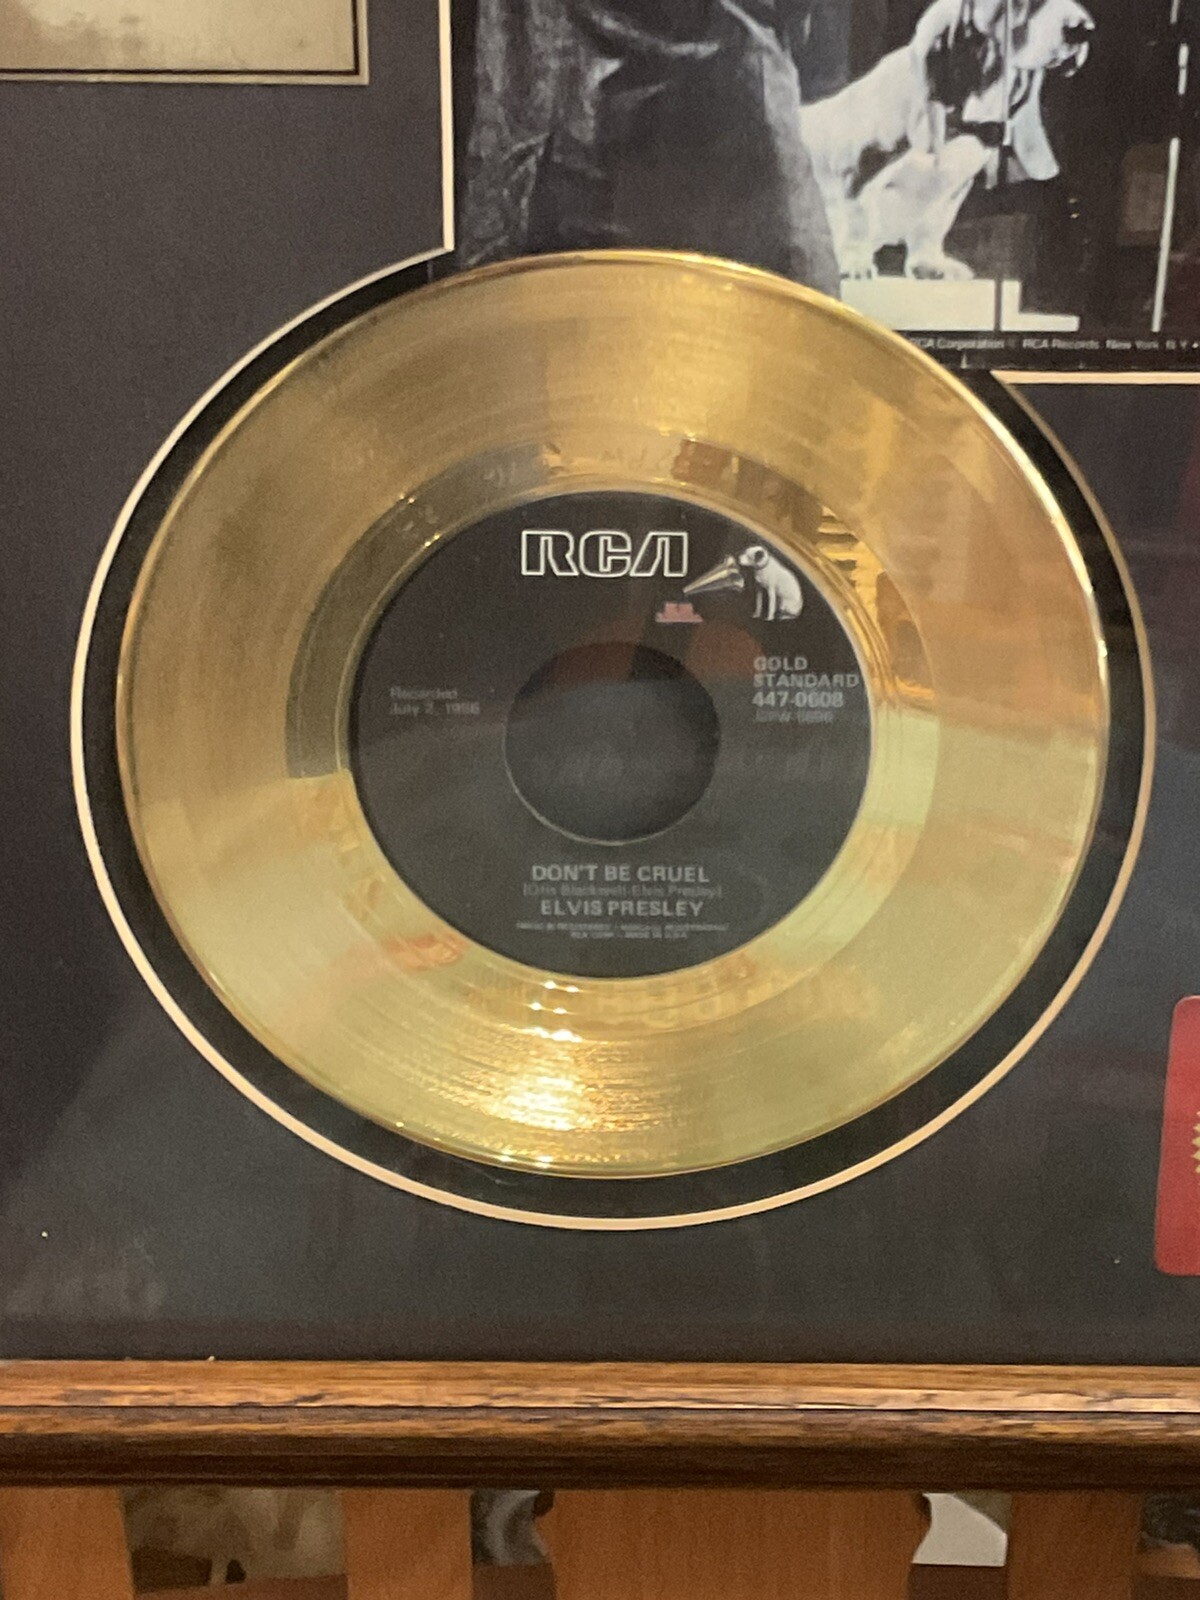 RCA Corporation © RCA Records, New York, N.Y.
RCA
GOLD
STANDARD
447-0608
Recorded
July 2, 1956
DON'T BE CRUEL
(Otis Blackwell-Elvis Presley)
ELVIS PRESLEY